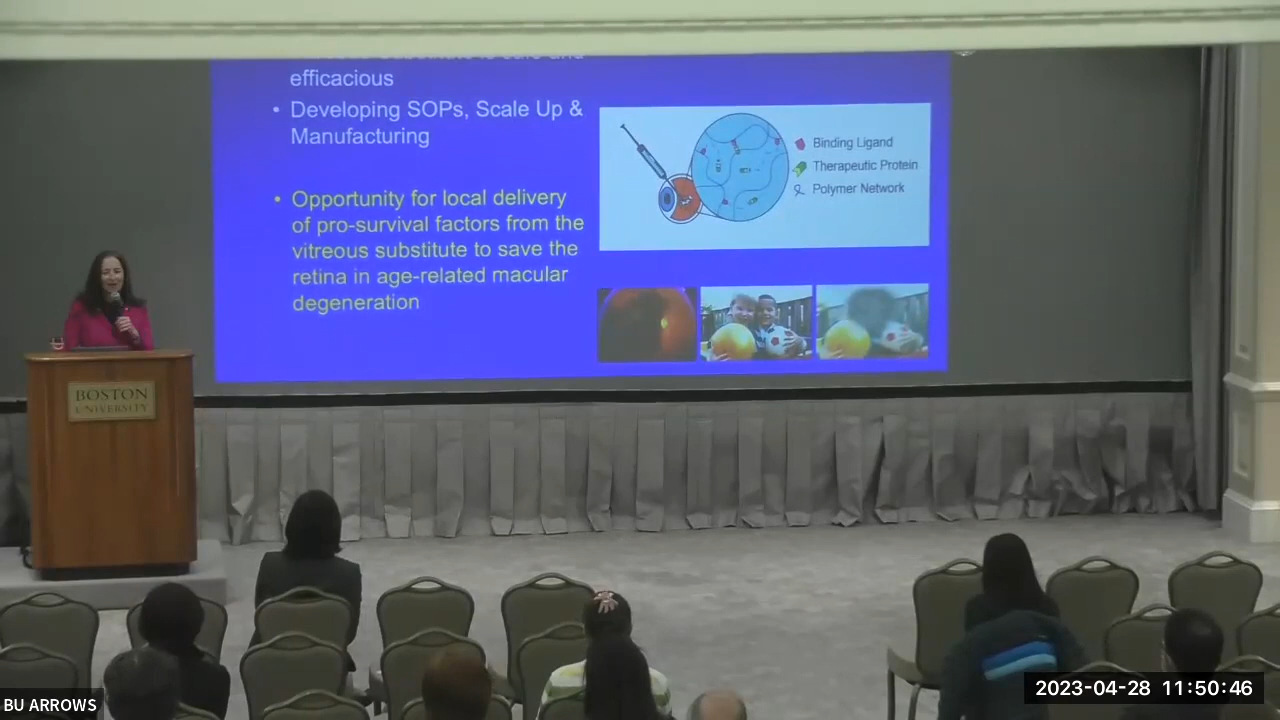 efficacious
• Developing SOPs, Scale Up &
Manufacturing
• Opportunity for local delivery
of pro-survival factors from the
vitreous substitute to save the
retina in age-related macular
degeneration
Binding Ligand
Therapeutic Protein
Polymer Network
BOSTON
UNIVERSITY
BU ARROWS
2023-04-28 11:50:46